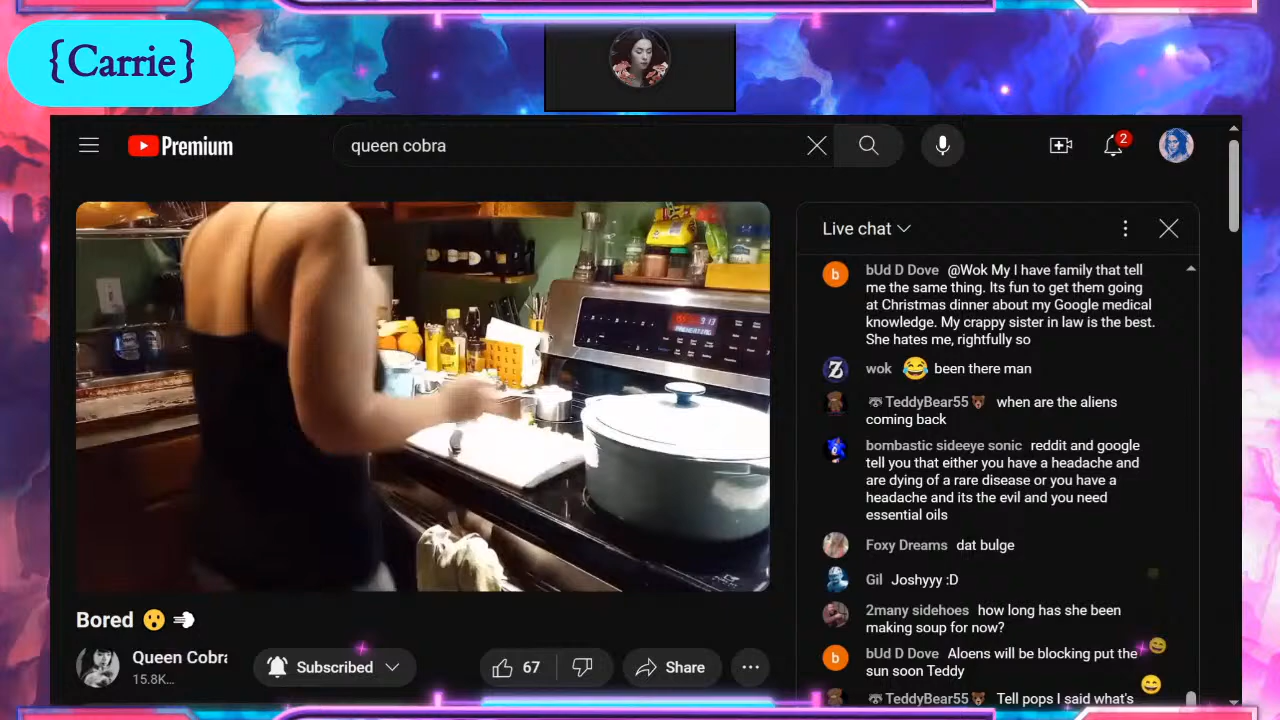 {Carrie}
Premium
queen cobra
2
Live chat
bUd D Dove @Wok My I have family that tell
me the same thing. Its fun to get them going
at Christmas dinner about my Google medical
knowledge. My crappy sister in law is the best.
She hates me, rightfully so
wok 😂 been there man
TeddyBear55🐻 when are the aliens
coming back
bombastic sideeye sonic reddit and google
tell you that either you have a headache and
are dying of a rare disease or you have a
headache and its the evil and you need
essential oils
Foxy Dreams dat bulge
Gil Joshyyy :D
2many sidehoes how long has she been
making soup for now?
bUd D Dove Aloens will be blocking put the
sun soon Teddy
TeddyBear55🐻 Tell pops I said what's
Bored 😯 💨
Queen Cobra
15.8K...
Subscribed
67
Share